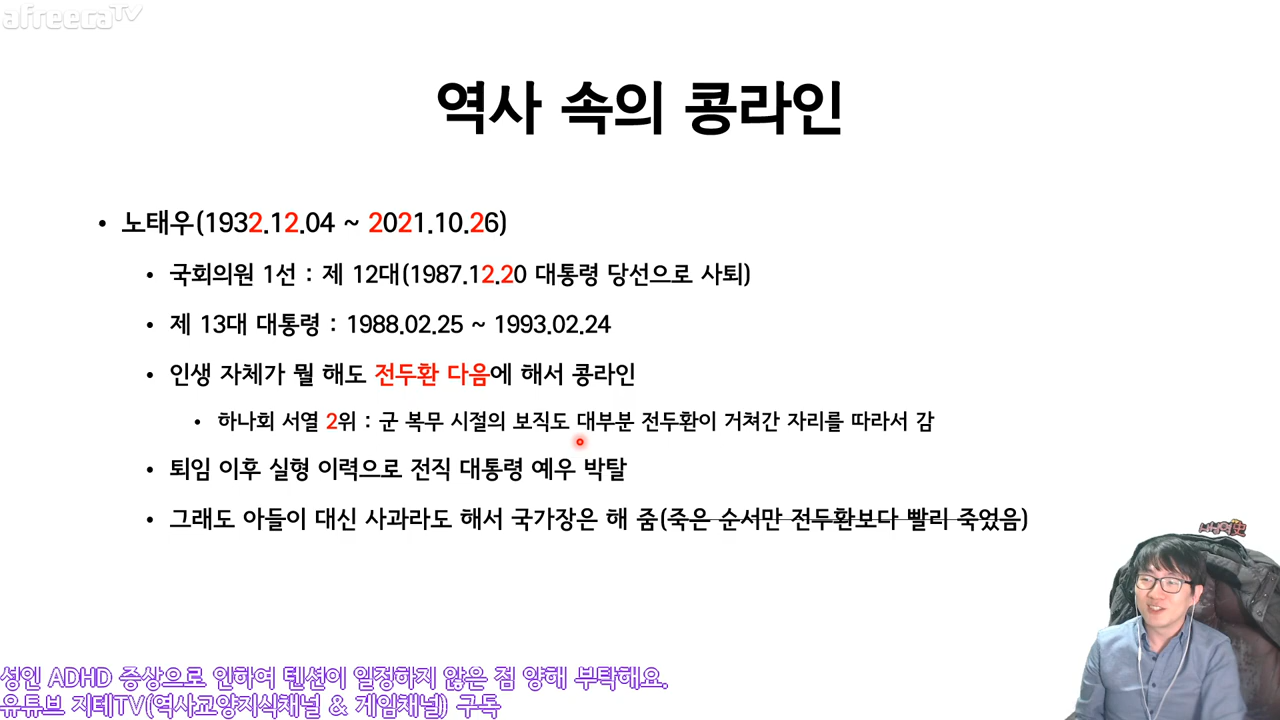 afreecaTV
역사 속의 콩라인
• 노태우(1932.12.04 ~ 2021.10.26)
• 국회의원 1선 : 제 12대(1987.12.20 대통령 당선으로 사퇴)
• 제 13대 대통령 : 1988.02.25 ~ 1993.02.24
• 인생 자체가 뭘 해도 전두환 다음에 해서 콩라인
• 하나회 서열 2위 : 군 복무 시절의 보직도 대부분 전두환이 거쳐간 자리를 따라서 감
• 퇴임 이후 실형 이력으로 전직 대통령 예우 박탈
• 그래도 아들이 대신 사과라도 해서 국가장은 해 줌(죽은 순서만 전두환보다 빨리 죽었음)
성인 ADHD 증상으로 인하여 텐션이 일정하지 않은 점 양해 부탁해요.
유튜브 지테TV(역사교양지식채널 & 게임채널) 구독